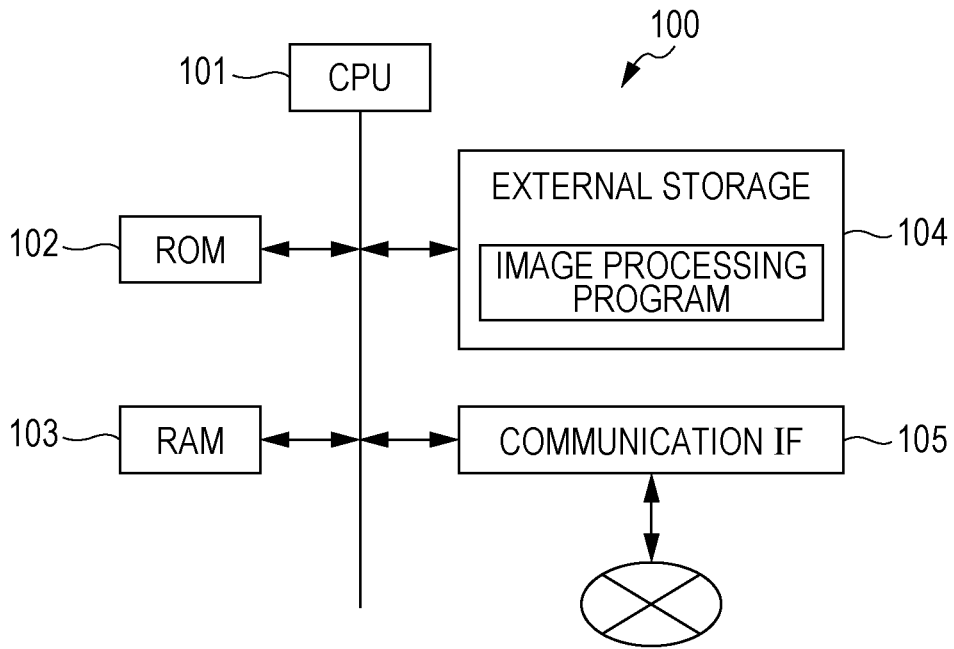 100
101
CPU
EXTERNAL STORAGE
102
ROM
104
IMAGE PROCESSING
PROGRAM
103
RAM
COMMUNICATION IF
105